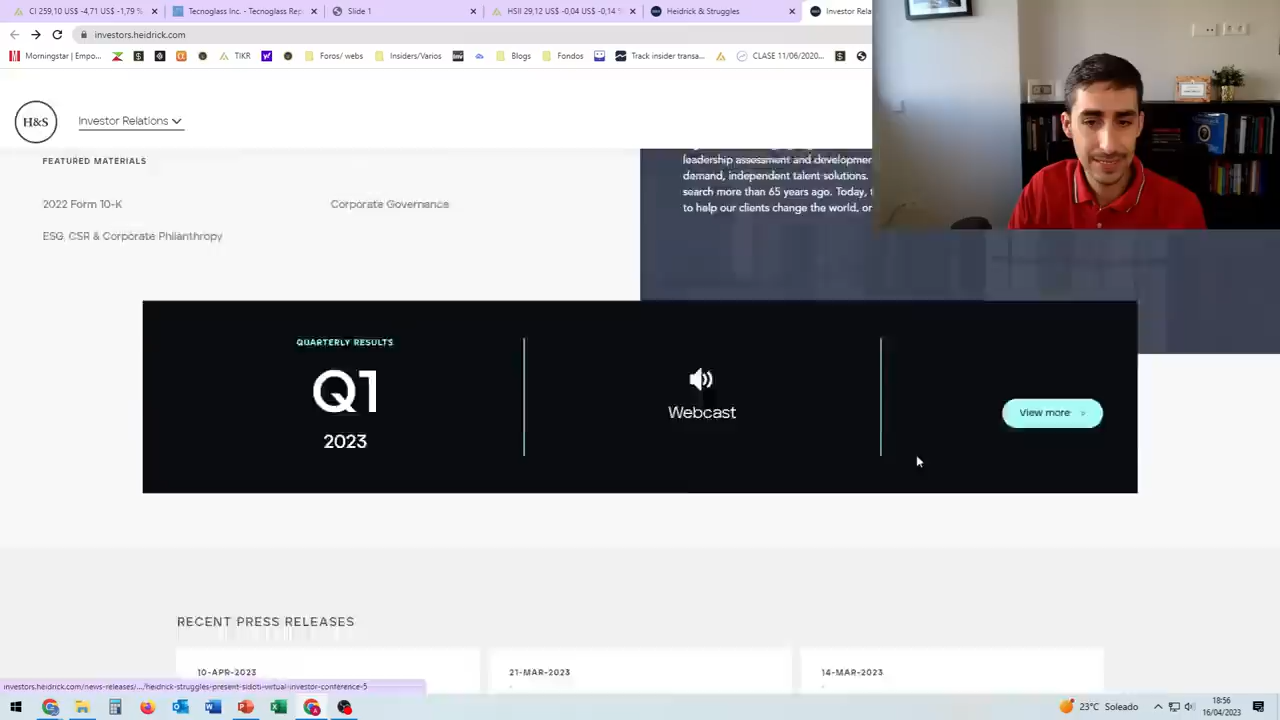 CI 259,10 US$ -4,71 US$ -1,79 %
Tecnoglass Inc. - Tecnoglass Rep
Slide 1
HSII 29,12 US$ -0,04 US$ -0,14
Heidrick & Struggles
Investor Rela
investors.heidrick.com
Morningstar | Empo...
TIKR
Foros/ webs
Insiders/Varios
Blogs
Fondos
Track insider transa...
CLASE 11/06/2020...
H&S
Investor Relations
FEATURED MATERIALS
2022 Form 10-K
Corporate Governance
ESG, CSR & Corporate Philanthropy
leadership assessment and developmen
demand, independent talent solutions.
search more than 65 years ago. Today,
to help our clients change the world, or
QUARTERLY RESULTS
Q1
2023
Webcast
View more >
RECENT PRESS RELEASES
10-APR-2023
21-MAR-2023
14-MAR-2023
investors.heidrick.com/news-releases/.../heidrick-struggles-present-sidoti-virtual-investor-conference-5
23°C Soleado
18:56
16/04/2023